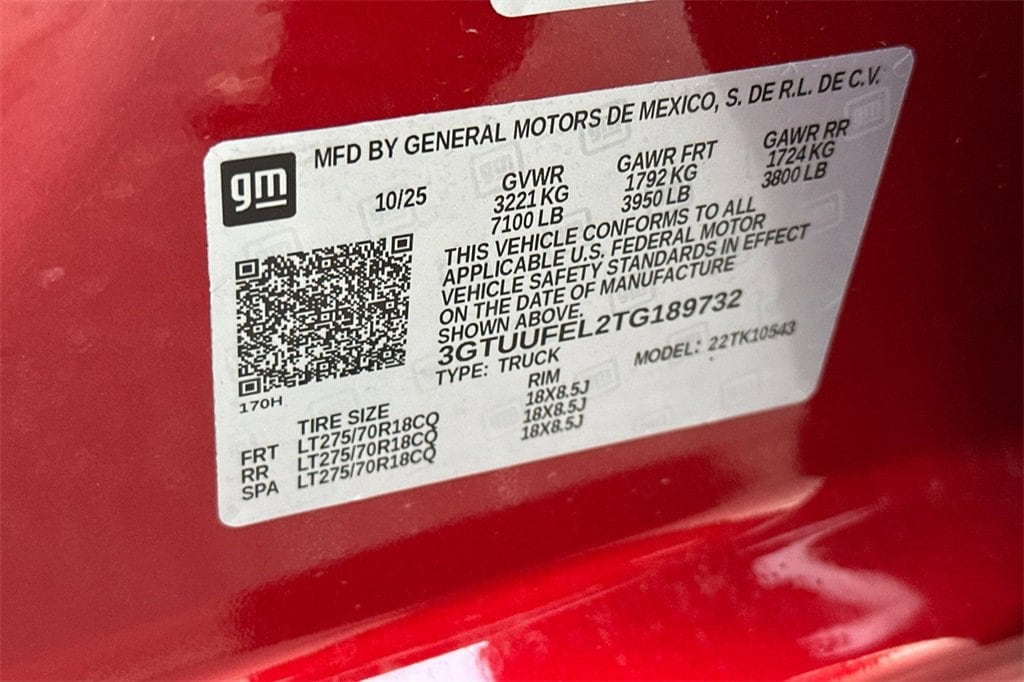 MFD BY GENERAL MOTORS DE MEXICO, S. DE R.L. DE C.V.
gm
10/25
GVWR
3221 KG
7100 LB
GAWR FRT
1792 KG
3950 LB
GAWR RR
1724 KG
3800 LB
THIS VEHICLE CONFORMS TO ALL
APPLICABLE U.S. FEDERAL MOTOR
VEHICLE SAFETY STANDARDS IN EFFECT
ON THE DATE OF MANUFACTURE
SHOWN ABOVE.
3GTUUFEL2TG189732
TYPE: TRUCK
MODEL: 22TK10543
170H
TIRE SIZE
RIM
FRT LT275/70R18CQ 18X8.5J
RR LT275/70R18CQ 18X8.5J
SPA LT275/70R18CQ 18X8.5J